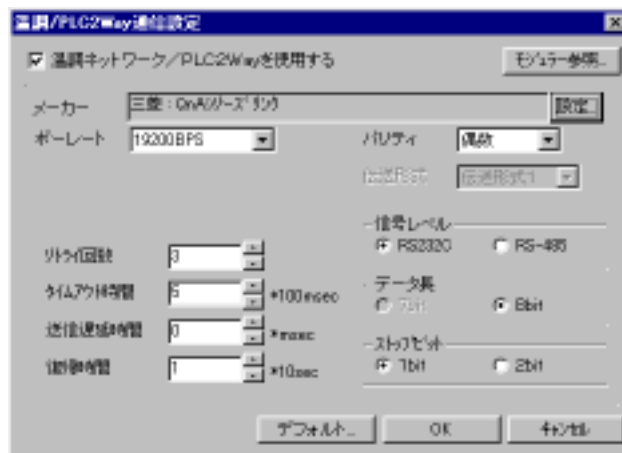 温調/PLC2Way通信設定
温調ネットワーク/PLC2Wayを使用する
モジュラー参照...
メーカー 三菱：QnAシリーズリンク 設定
ボーレート 19200BPS パリティ 偶数
伝送形式 伝送形式1
信号レベル
RS232C RS-485
リトライ回数 3
データ長
タイムアウト時間 5 *100msec
7bit 8bit
送信遅延時間 0 *msec
ストップビット
復旧時間 1 *10sec
1bit 2bit
デフォルト... OK キャンセル